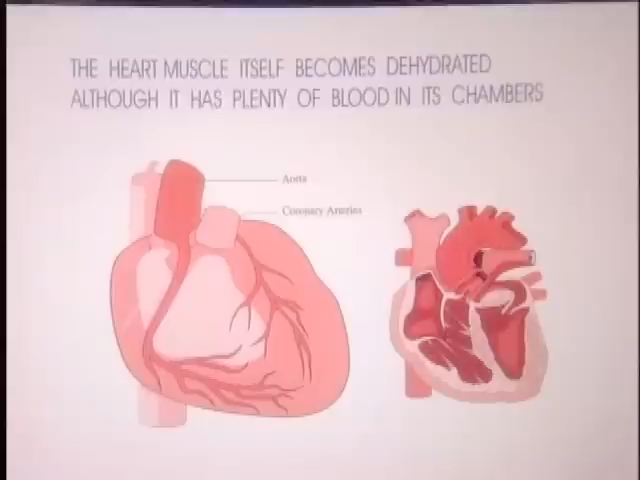 THE HEART MUSCLE ITSELF BECOMES DEHYDRATED
ALTHOUGH IT HAS PLENTY OF BLOOD IN ITS CHAMBERS
Aorta
Coronary Arteries